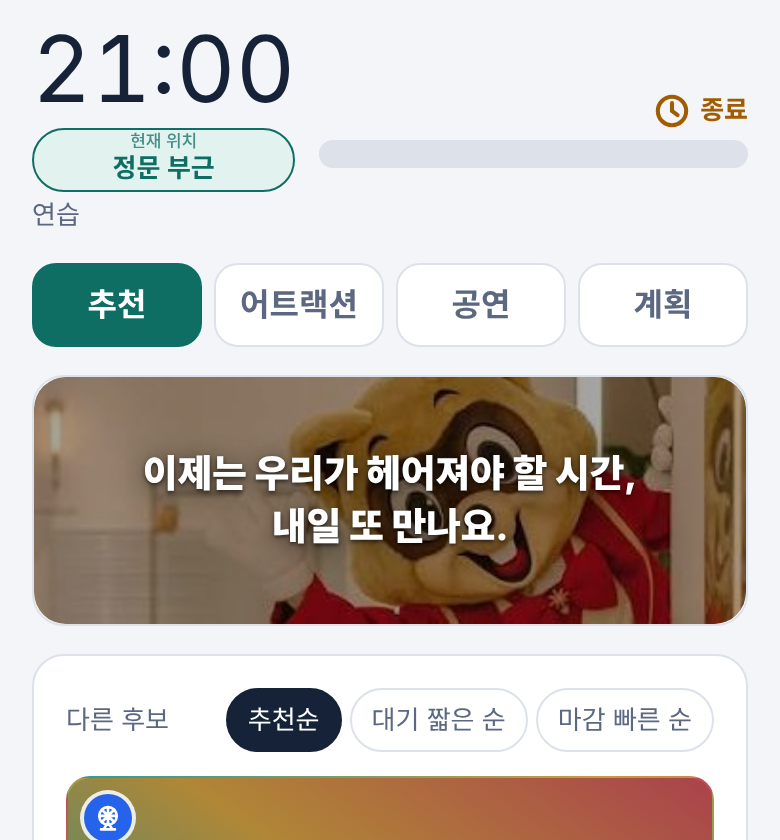 21:00
종료
현재 위치
정문 부근
연습
추천
어트랙션
공연
계획
이제는 우리가 헤어져야 할 시간,
내일 또 만나요.
다른 후보
추천순
대기 짧은 순
마감 빠른 순